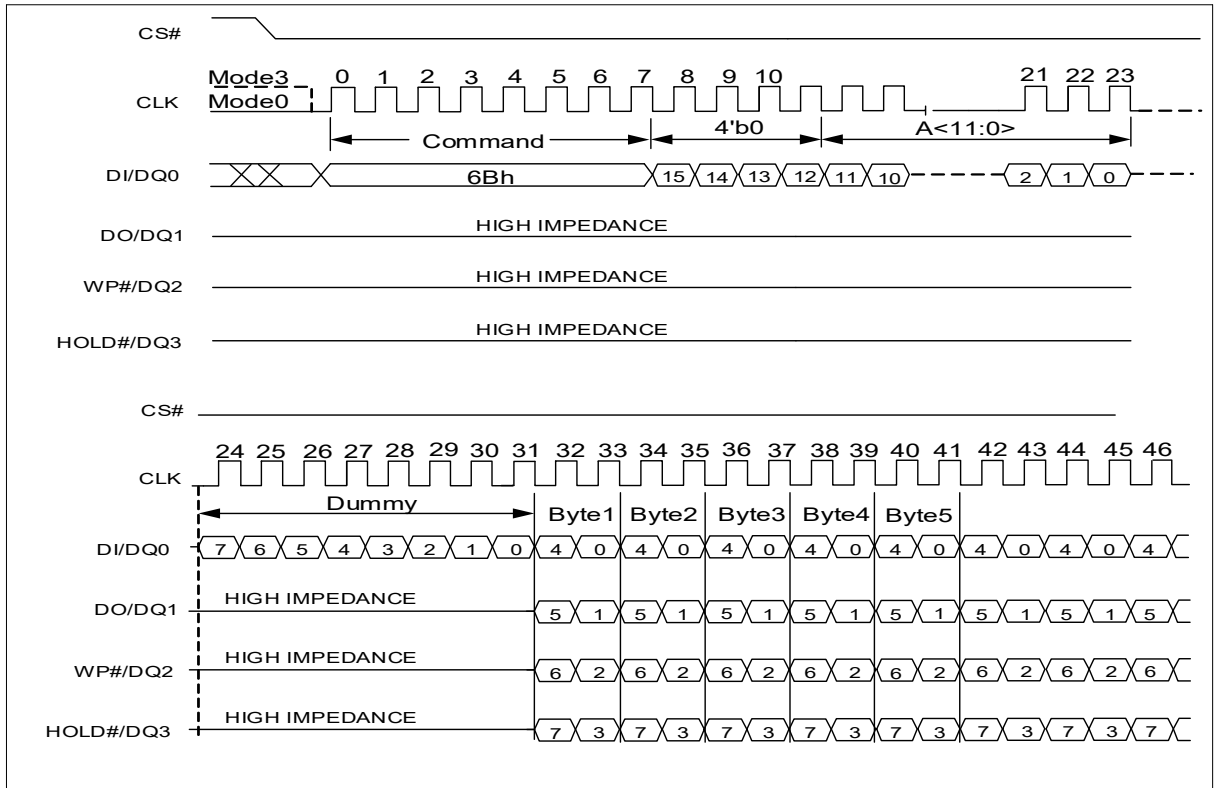 CS#
Mode3 0 1 2 3 4 5 6 7 8 9 10 21 22 23
CLK Mode0
Command 4'b0 A<11:0>
DI/DQ0 6Bh 15 14 13 12 11 10 2 1 0
DO/DQ1 HIGH IMPEDANCE
WP#/DQ2 HIGH IMPEDANCE
HOLD#/DQ3 HIGH IMPEDANCE
CS#
24 25 26 27 28 29 30 31 32 33 34 35 36 37 38 39 40 41 42 43 44 45 46
CLK
Dummy Byte1 Byte2 Byte3 Byte4 Byte5
DI/DQ0 7 6 5 4 3 2 1 0 4 0 4 0 4 0 4 0 4 0 4 0 4 0 4
DO/DQ1 HIGH IMPEDANCE 5 1 5 1 5 1 5 1 5 1 5 1 5 1 5
WP#/DQ2 HIGH IMPEDANCE 6 2 6 2 6 2 6 2 6 2 6 2 6 2 6
HOLD#/DQ3 HIGH IMPEDANCE 7 3 7 3 7 3 7 3 7 3 7 3 7 3 7